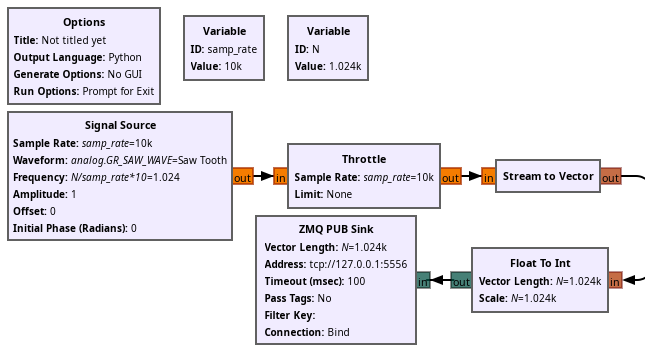 Options
Title: Not titled yet
Output Language: Python
Generate Options: No GUI
Run Options: Prompt for Exit
Variable
ID: samp_rate
Value: 10k
Variable
ID: N
Value: 1.024k
Signal Source
Sample Rate: samp_rate=10k
Waveform: analog.GR_SAW_WAVE=Saw Tooth
Frequency: N/samp_rate*10=1.024
Amplitude: 1
Offset: 0
Initial Phase (Radians): 0
out
in
Throttle
Sample Rate: samp_rate=10k
Limit: None
out
in
Stream to Vector
out
ZMQ PUB Sink
Vector Length: N=1.024k
Address: tcp://127.0.0.1:5556
Timeout (msec): 100
Pass Tags: No
Filter Key:
Connection: Bind
in
out
Float To Int
Vector Length: N=1.024k
Scale: N=1.024k
in